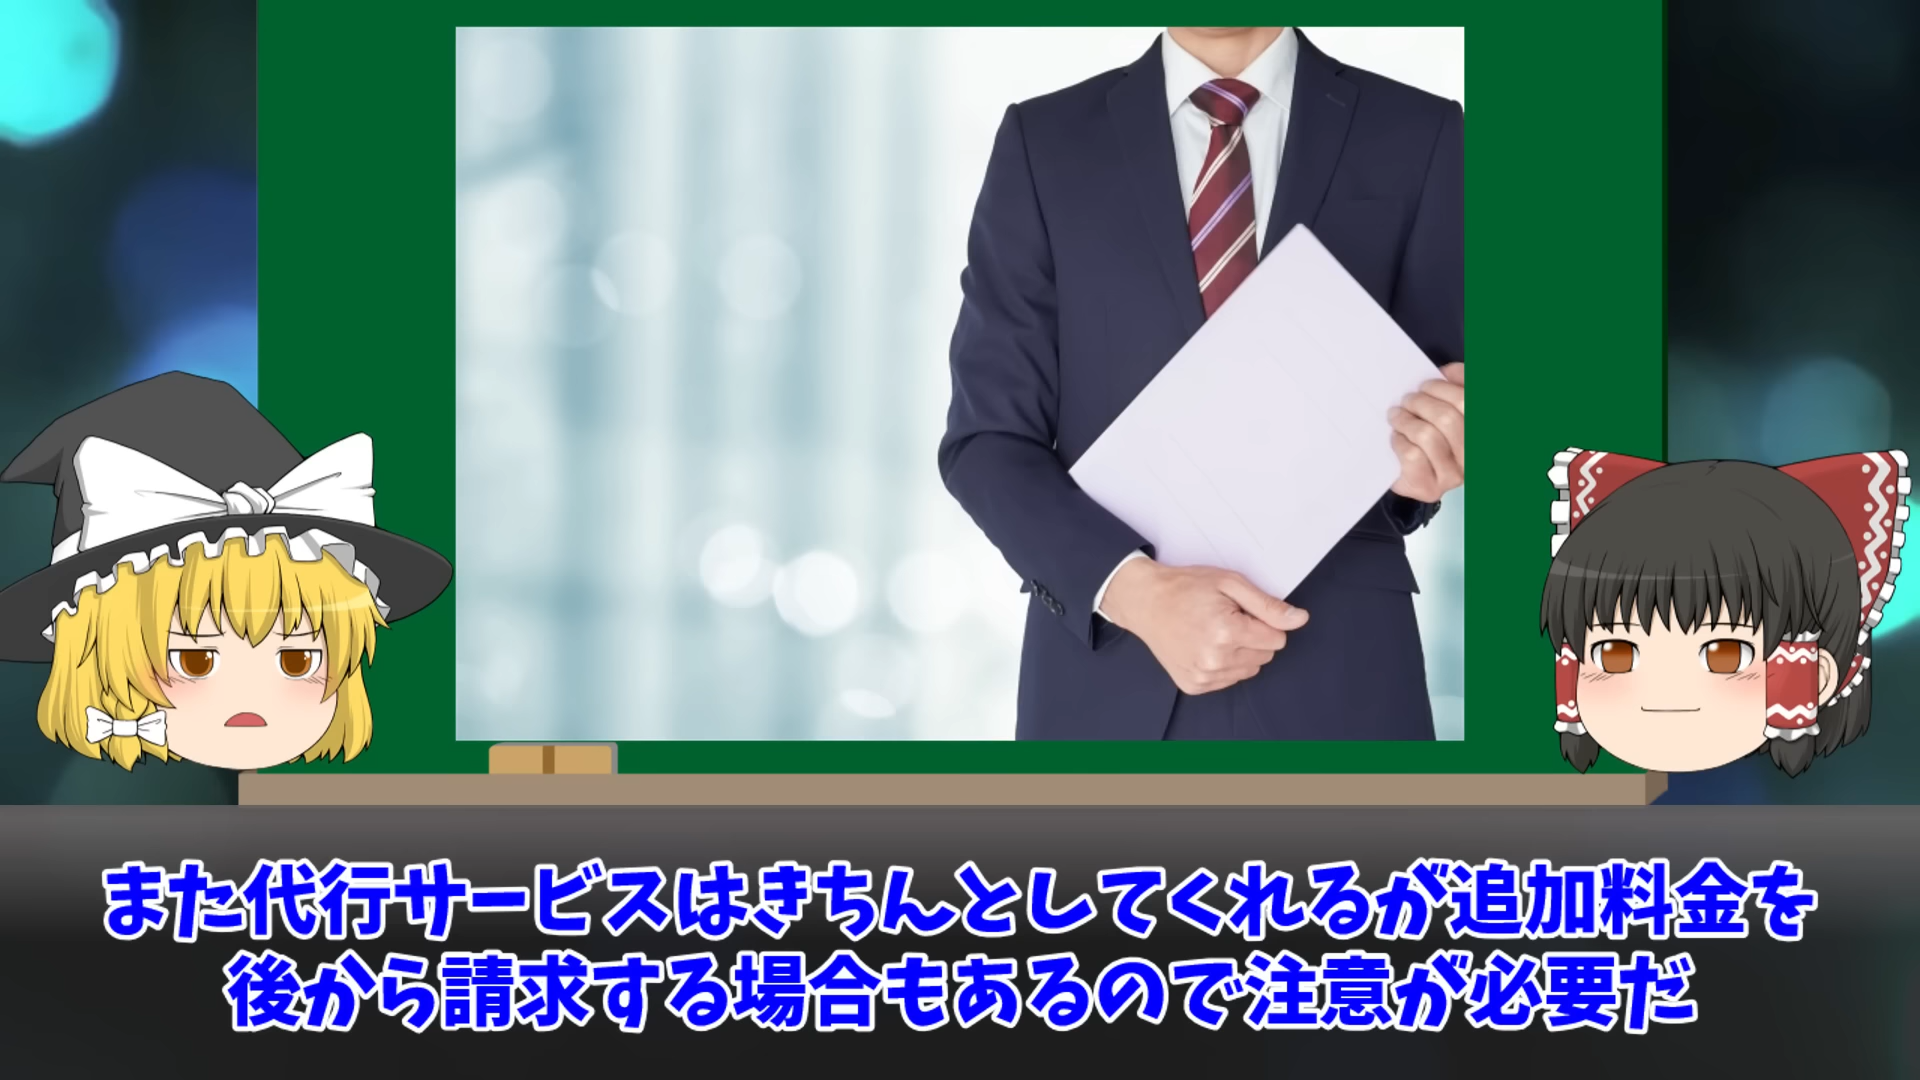 また代行サービスはきちんとしてくれるが追加料金を
後から請求する場合もあるので注意が必要だ